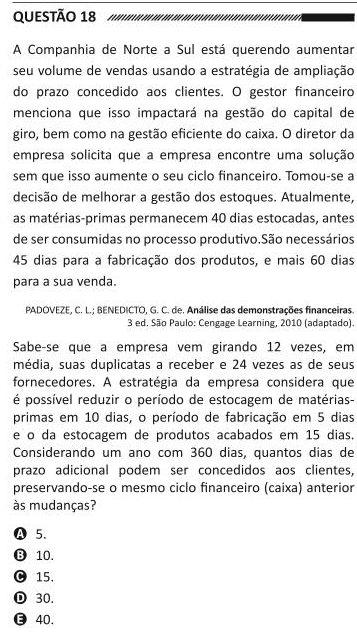 QUESTÃO 18
A Companhia de Norte a Sul está querendo aumentar
seu volume de vendas usando a estratégia de ampliação
do prazo concedido aos clientes. O gestor financeiro
menciona que isso impactará na gestão do capital de
giro, bem como na gestão eficiente do caixa. O diretor da
empresa solicita que a empresa encontre uma solução
sem que isso aumente o seu ciclo financeiro. Tomou-se a
decisão de melhorar a gestão dos estoques. Atualmente,
as matérias-primas permanecem 40 dias estocadas, antes
de ser consumidas no processo produtivo.São necessários
45 dias para a fabricação dos produtos, e mais 60 dias
para a sua venda.
PADOVEZE, C. L.; BENEDICTO, G. C. de. Análise das demonstrações financeiras.
3 ed. São Paulo: Cengage Learning, 2010 (adaptado).
Sabe-se que a empresa vem girando 12 vezes, em
média, suas duplicatas a receber e 24 vezes as de seus
fornecedores. A estratégia da empresa considera que
é possível reduzir o período de estocagem de matérias-
primas em 10 dias, o período de fabricação em 5 dias
e o da estocagem de produtos acabados em 15 dias.
Considerando um ano com 360 dias, quantos dias de
prazo adicional podem ser concedidos aos clientes,
preservando-se o mesmo ciclo financeiro (caixa) anterior
às mudanças?
A 5.
B 10.
C 15.
D 30.
E 40.